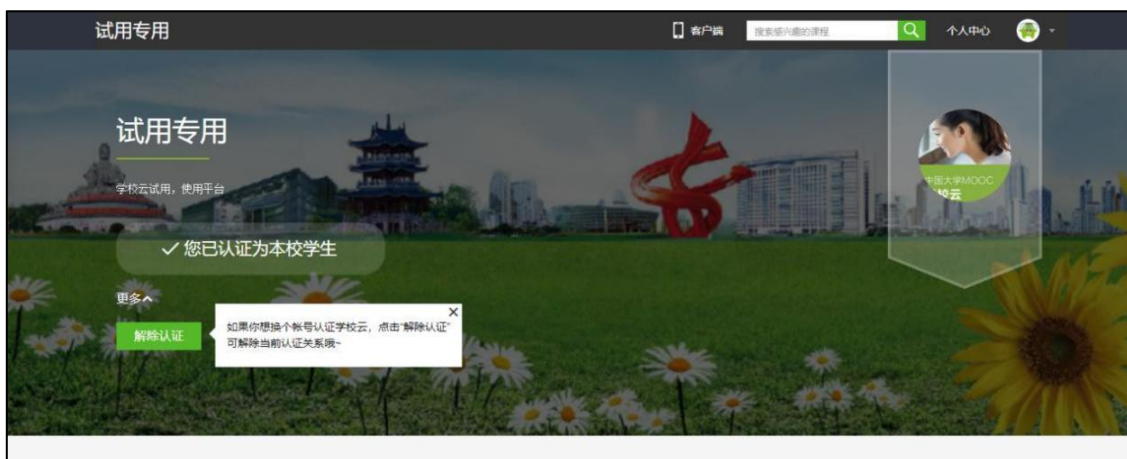 试用专用
客户端
搜索感兴趣的课程
个人中心
试用专用
学校云试用，使用平台
中国大学MOOC
学校云
✓ 您已认证为本校学生
更多
解除认证
如果你想换个帐号认证学校云，点击“解除认证”
可解除当前认证关系哦~